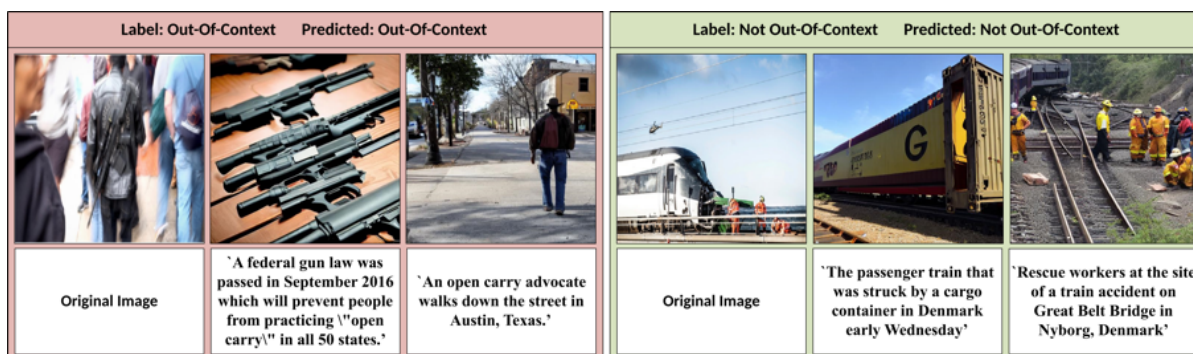 Label: Out-Of-Context Predicted: Out-Of-Context
Original Image
`A federal gun law was
passed in September 2016
which will prevent people
from practicing \"open
carry\" in all 50 states.’
`An open carry advocate
walks down the street in
Austin, Texas.’
Label: Not Out-Of-Context Predicted: Not Out-Of-Context
G
Original Image
`The passenger train that
was struck by a cargo
container in Denmark
early Wednesday’
`Rescue workers at the site
of a train accident on
Great Belt Bridge in
Nyborg, Denmark’